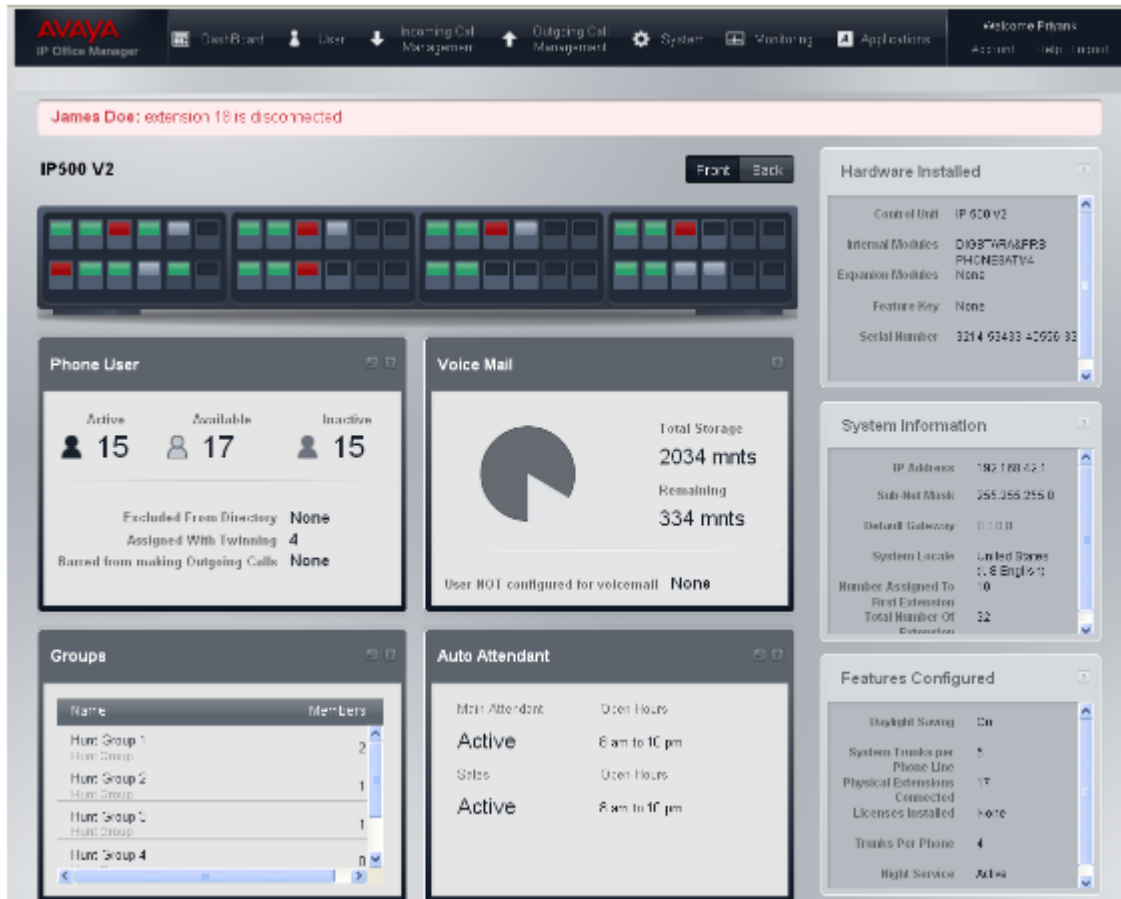 AVAYA
IP Office Manager
DashBoard
User
Incoming Call
Management
Outgoing Call
Management
System
Monitoring
Applications
Welcome Priyank
Account Help Logout
James Doe: extension 18 is disconnected
IP500 V2
Front Back
Hardware Installed
Control Unit IP 500 V2
Internal Modules
Expanion Modules None
Feature Key None
Serial Number
Phone User
Active Available Inactive
15 17 15
Excluded From Directory None
Assigned With Twinning 4
Barred from making Outgoing Calls None
Voice Mail
Total Storage
2034 mnts
Remaining
334 mnts
User NOT configured for voicemail None
System Information
IP Address 192.168.42.1
Sub-Net Mask 255.255.255.0
Default Gateway
System Locale United States
(US English)
Number Assigned To 10
First Extension
Total Number Of 32
Extension
Groups
Name Members
Hunt Group 1 2
Hunt Group
Hunt Group 2 1
Hunt Group
Hunt Group 3 1
Hunt Group
Hunt Group 4 0
Auto Attendant
Main Attendant Open Hours
Active 8 am to 10 pm
Sales Open Hours
Active 8 am to 10 pm
Features Configured
Daylight Saving On
System Trunks per 5
Phone Line
Physical Extensions 17
Connected
Licenses Installed None
Trunks Per Phone 4
Night Service Active